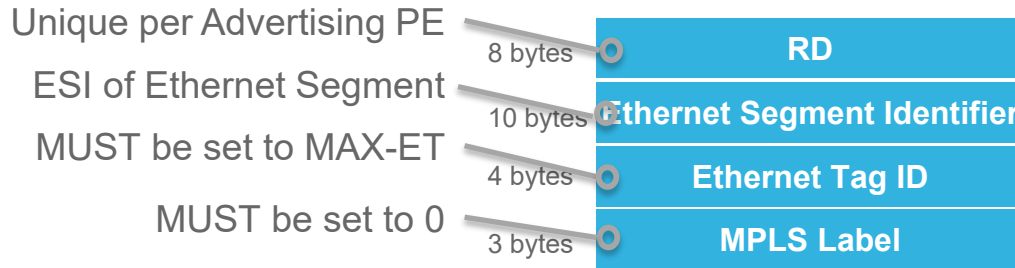 Unique per Advertising PE
8 bytes
RD
ESI of Ethernet Segment
10 bytes
Ethernet Segment Identifier
MUST be set to MAX-ET
4 bytes
Ethernet Tag ID
MUST be set to 0
3 bytes
MPLS Label